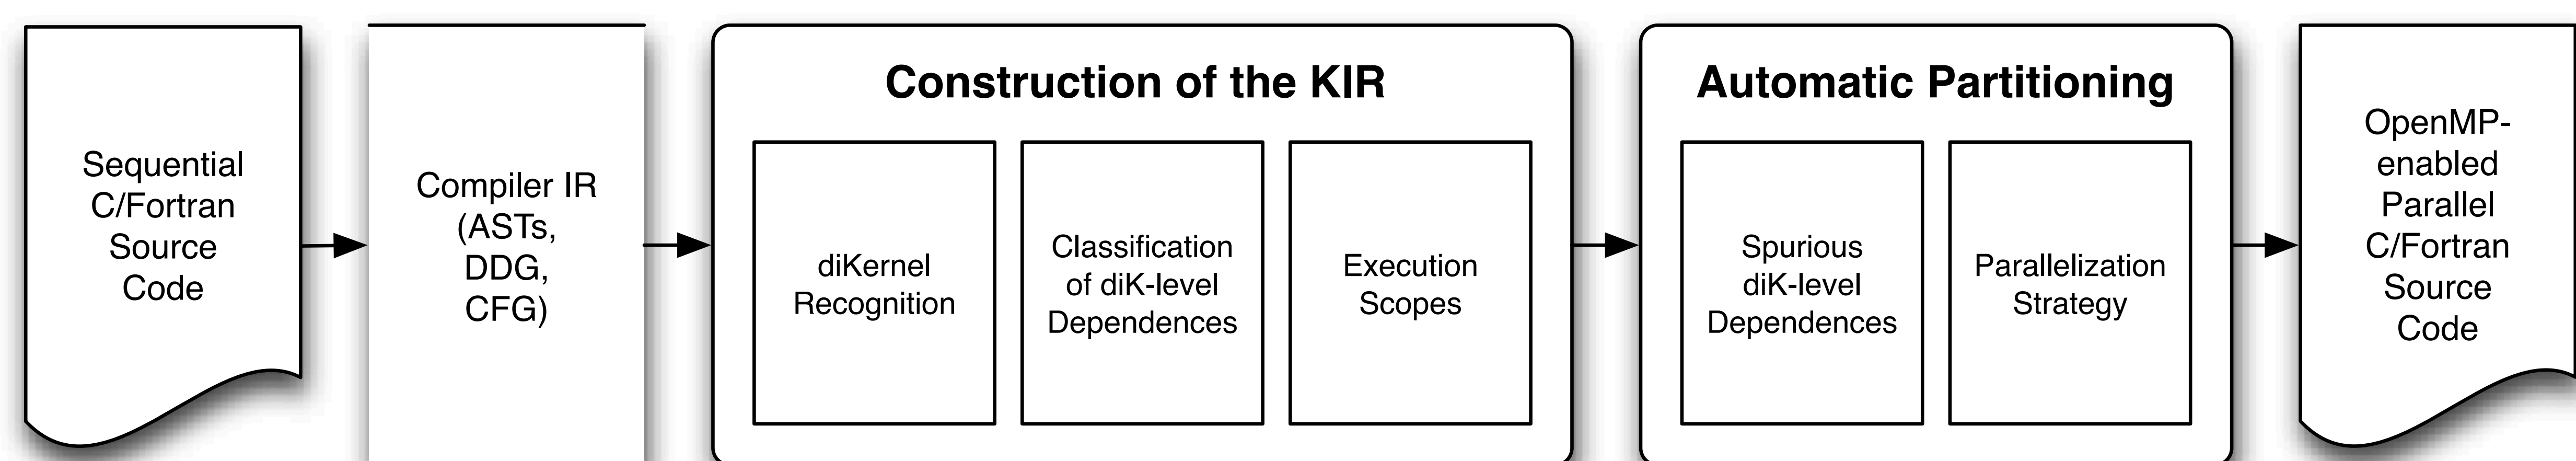 Sequential
C/Fortran
Source
Code
Compiler IR
(ASTs,
DDG,
CFG)
Construction of the KIR
diKernel
Recognition
Classification
of diK-level
Dependences
Execution
Scopes
Automatic Partitioning
Spurious
diK-level
Dependences
Parallelization
Strategy
OpenMP-
enabled
Parallel
C/Fortran
Source
Code